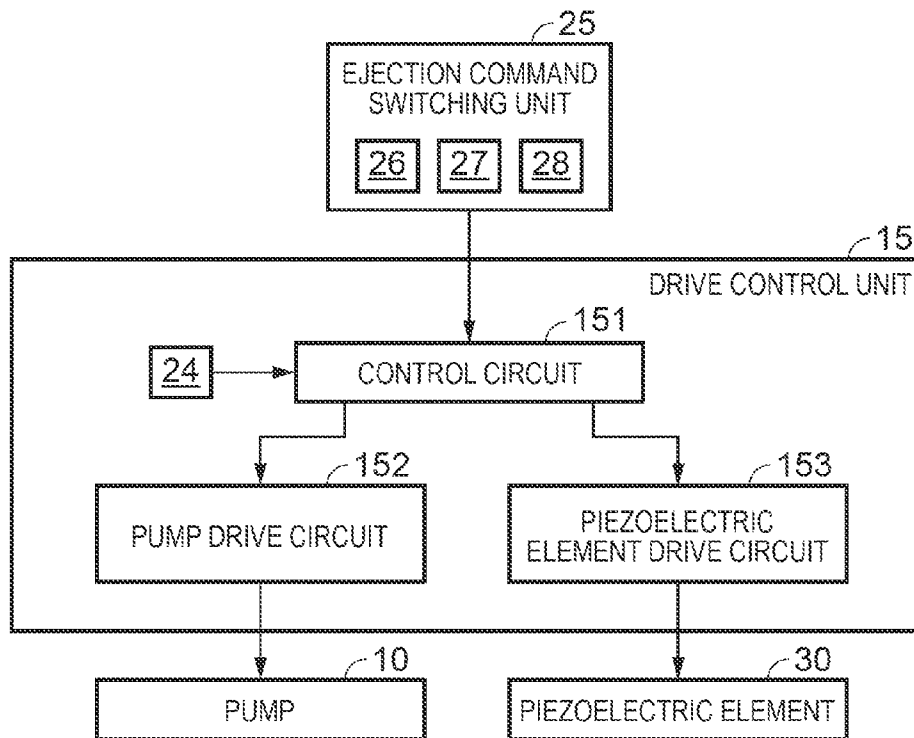 25
EJECTION COMMAND
SWITCHING UNIT
26 27 28
15
DRIVE CONTROL UNIT
151
24
CONTROL CIRCUIT
152
153
PUMP DRIVE CIRCUIT
PIEZOELECTRIC
ELEMENT DRIVE CIRCUIT
10
30
PUMP
PIEZOELECTRIC ELEMENT